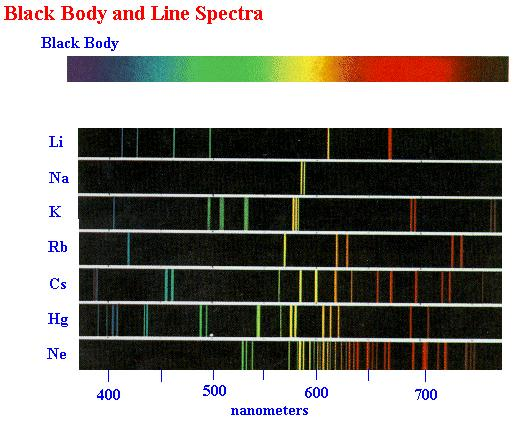 Black Body and Line Spectra
Black Body
Li
Na
K
Rb
Cs
Hg
Ne
400 500 600 700
nanometers